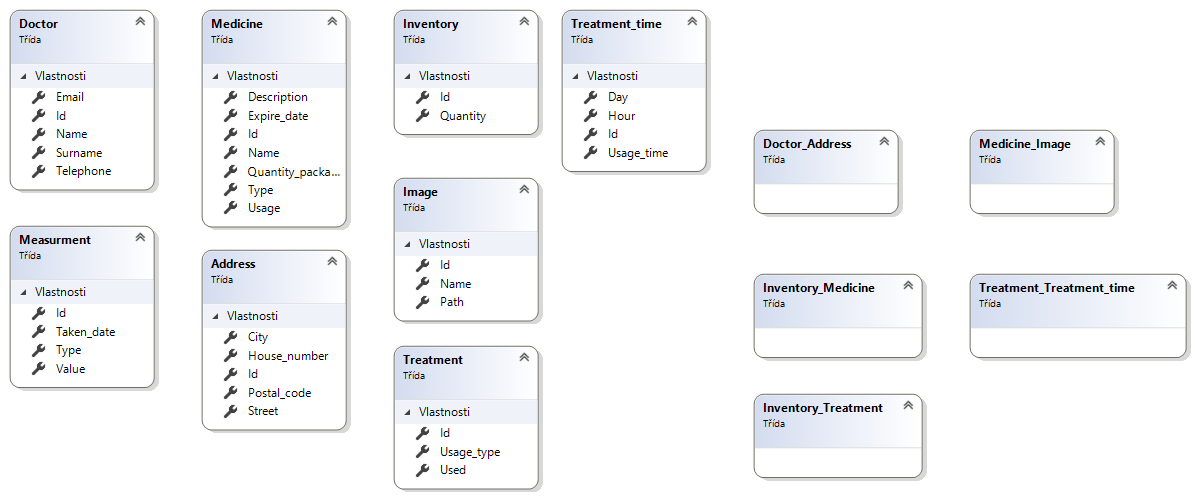 Doctor
Třída
Vlastnosti
Email
Id
Name
Surname
Telephone
Measurment
Třída
Vlastnosti
Id
Taken_date
Type
Value
Medicine
Třída
Vlastnosti
Description
Expire_date
Id
Name
Quantity_packa...
Type
Usage
Address
Třída
Vlastnosti
City
House_number
Id
Postal_code
Street
Inventory
Třída
Vlastnosti
Id
Quantity
Image
Třída
Vlastnosti
Id
Name
Path
Treatment
Třída
Vlastnosti
Id
Usage_type
Used
Treatment_time
Třída
Vlastnosti
Day
Hour
Id
Usage_time
Doctor_Address
Třída
Inventory_Medicine
Třída
Inventory_Treatment
Třída
Medicine_Image
Třída
Treatment_Treatment_time
Třída